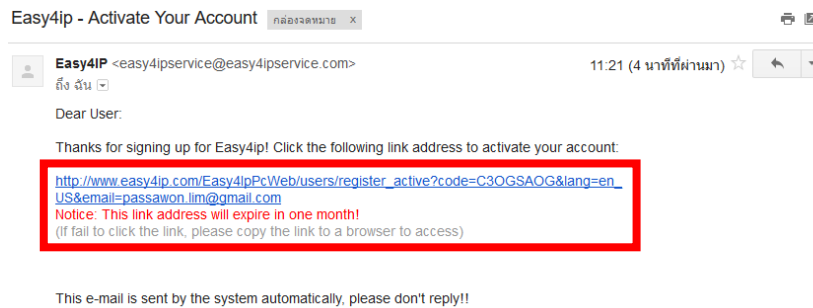 Easy4ip - Activate Your Account กล่องจดหมาย x
Easy4IP <easy4ipservice@easy4ipservice.com> 11:21 (4 นาทีที่ผ่านมา)
ถึง ฉัน
Dear User:
Thanks for signing up for Easy4ip! Click the following link address to activate your account:
http://www.easy4ip.com/Easy4IpPcWeb/users/register_active?code=C3OGSAOG&lang=en_
US&email=passawon.lim@gmail.com
Notice: This link address will expire in one month!
(If fail to click the link, please copy the link to a browser to access)
This e-mail is sent by the system automatically, please don't reply!!